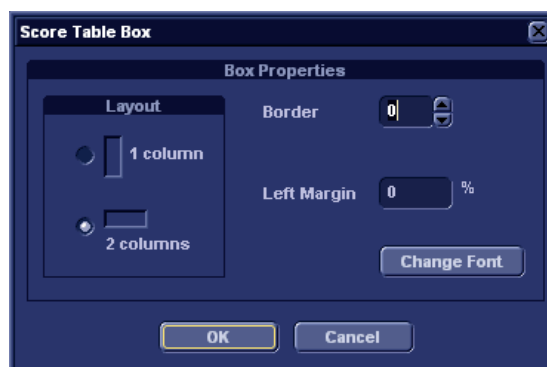 Score Table Box
Box Properties
Layout
1 column
2 columns
Border
0
Left Margin
0
%
Change Font
OK
Cancel